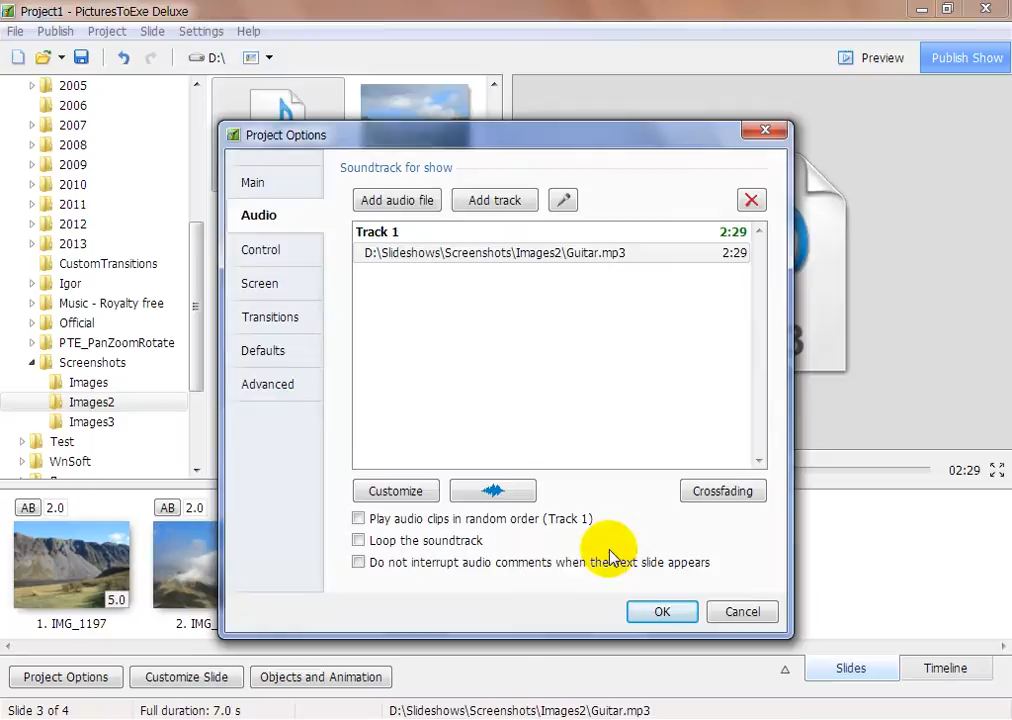 Project1 - PicturesToExe Deluxe
File Publish Project Slide Settings Help
D:\ Preview Publish Show
2005
2006
2007
2008
2009
2010
2011
2012
2013
CustomTransitions
Igor
Music - Royalty free
Official
PTE_PanZoomRotate
Screenshots
Images
Images2
Images3
Test
WnSoft
Project Options
Main
Audio
Control
Screen
Transitions
Defaults
Advanced
Soundtrack for show
Add audio file Add track
Track 1 2:29
D:\Slideshows\Screenshots\Images2\Guitar.mp3 2:29
Customize Crossfading
Play audio clips in random order (Track 1)
Loop the soundtrack
Do not interrupt audio comments when the next slide appears
OK Cancel
02:29
AB 2.0 AB 2.0
5.0
1. IMG_1197 2. IMG_
Project Options Customize Slide Objects and Animation Slides Timeline
Slide 3 of 4 Full duration: 7.0 s D:\Slideshows\Screenshots\Images2\Guitar.mp3